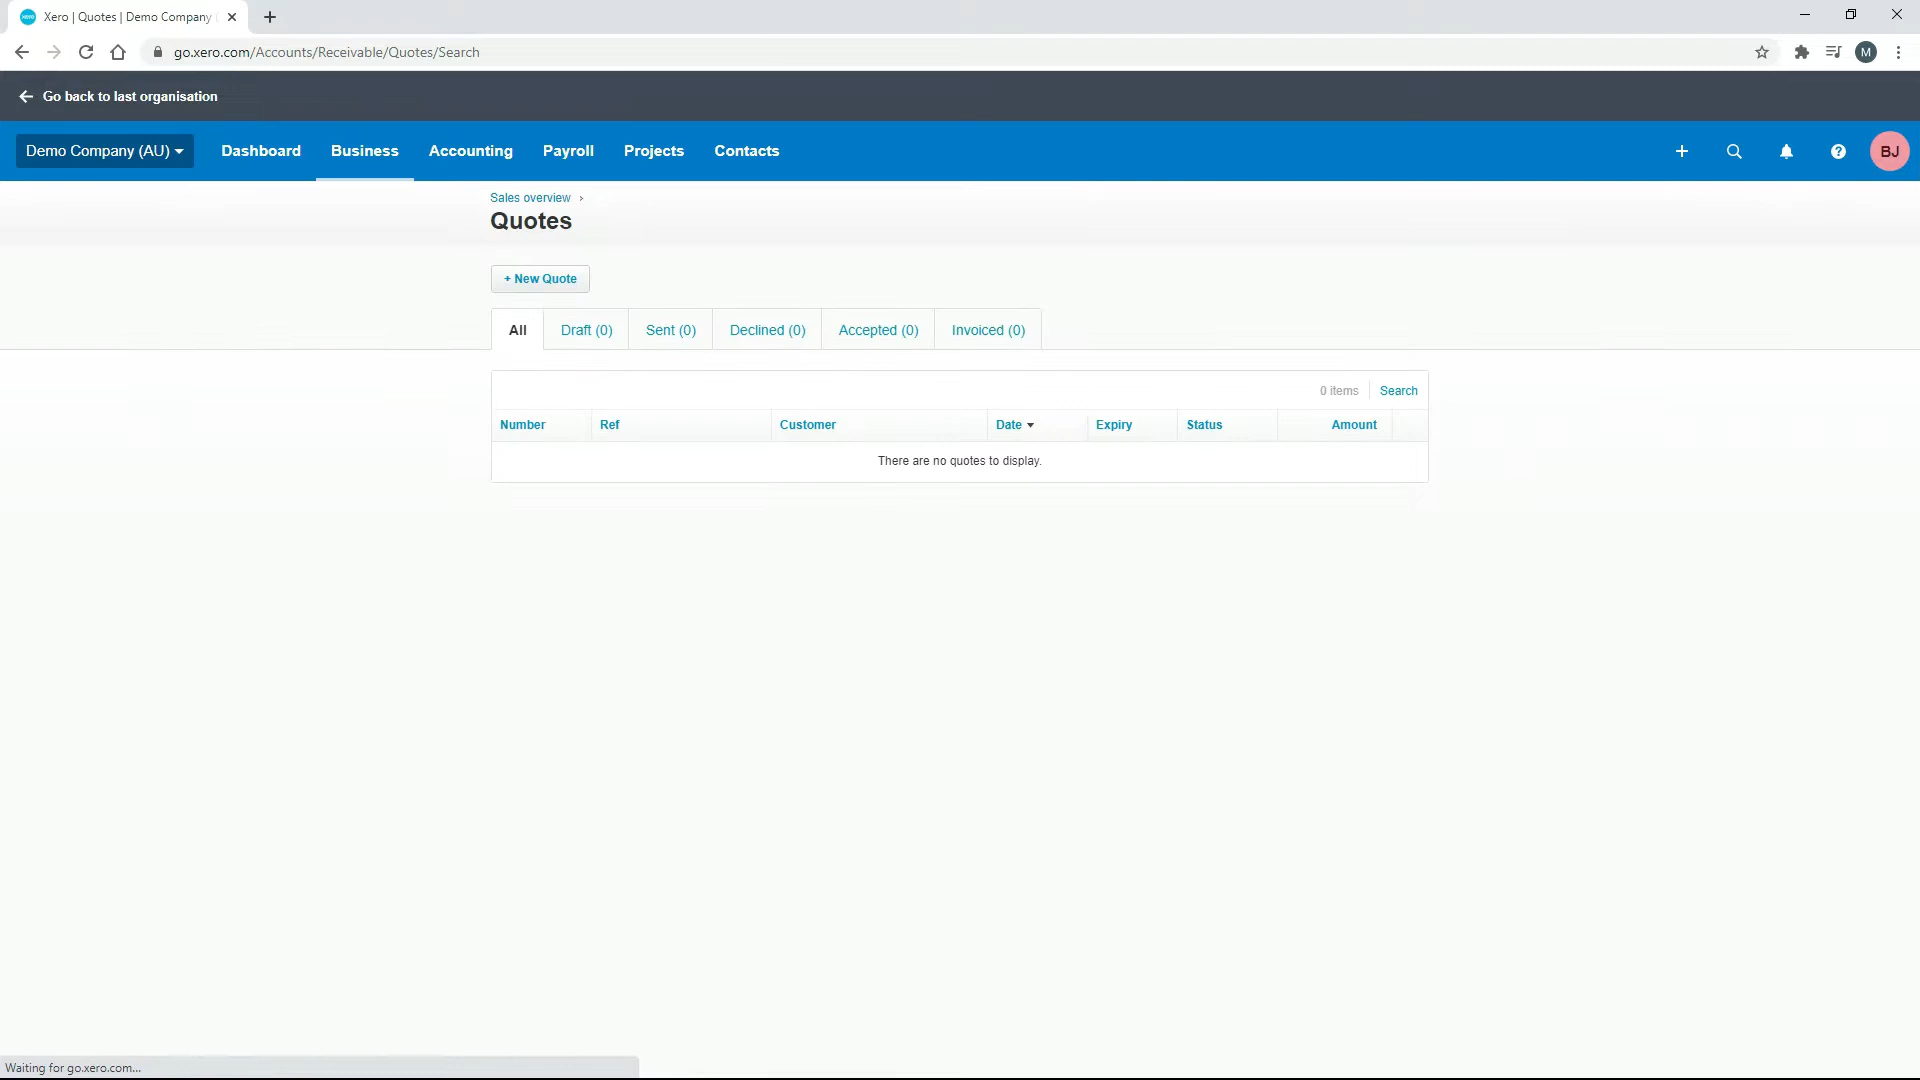 Xero | Quotes | Demo Company
go.xero.com/Accounts/Receivable/Quotes/Search
M
Go back to last organisation
Demo Company (AU)
Dashboard
Business
Accounting
Payroll
Projects
Contacts
BJ
Sales overview ›
Quotes
+ New Quote
All
Draft (0)
Sent (0)
Declined (0)
Accepted (0)
Invoiced (0)
0 items
Search
Number
Ref
Customer
Date
Expiry
Status
Amount
There are no quotes to display.
Waiting for go.xero.com...